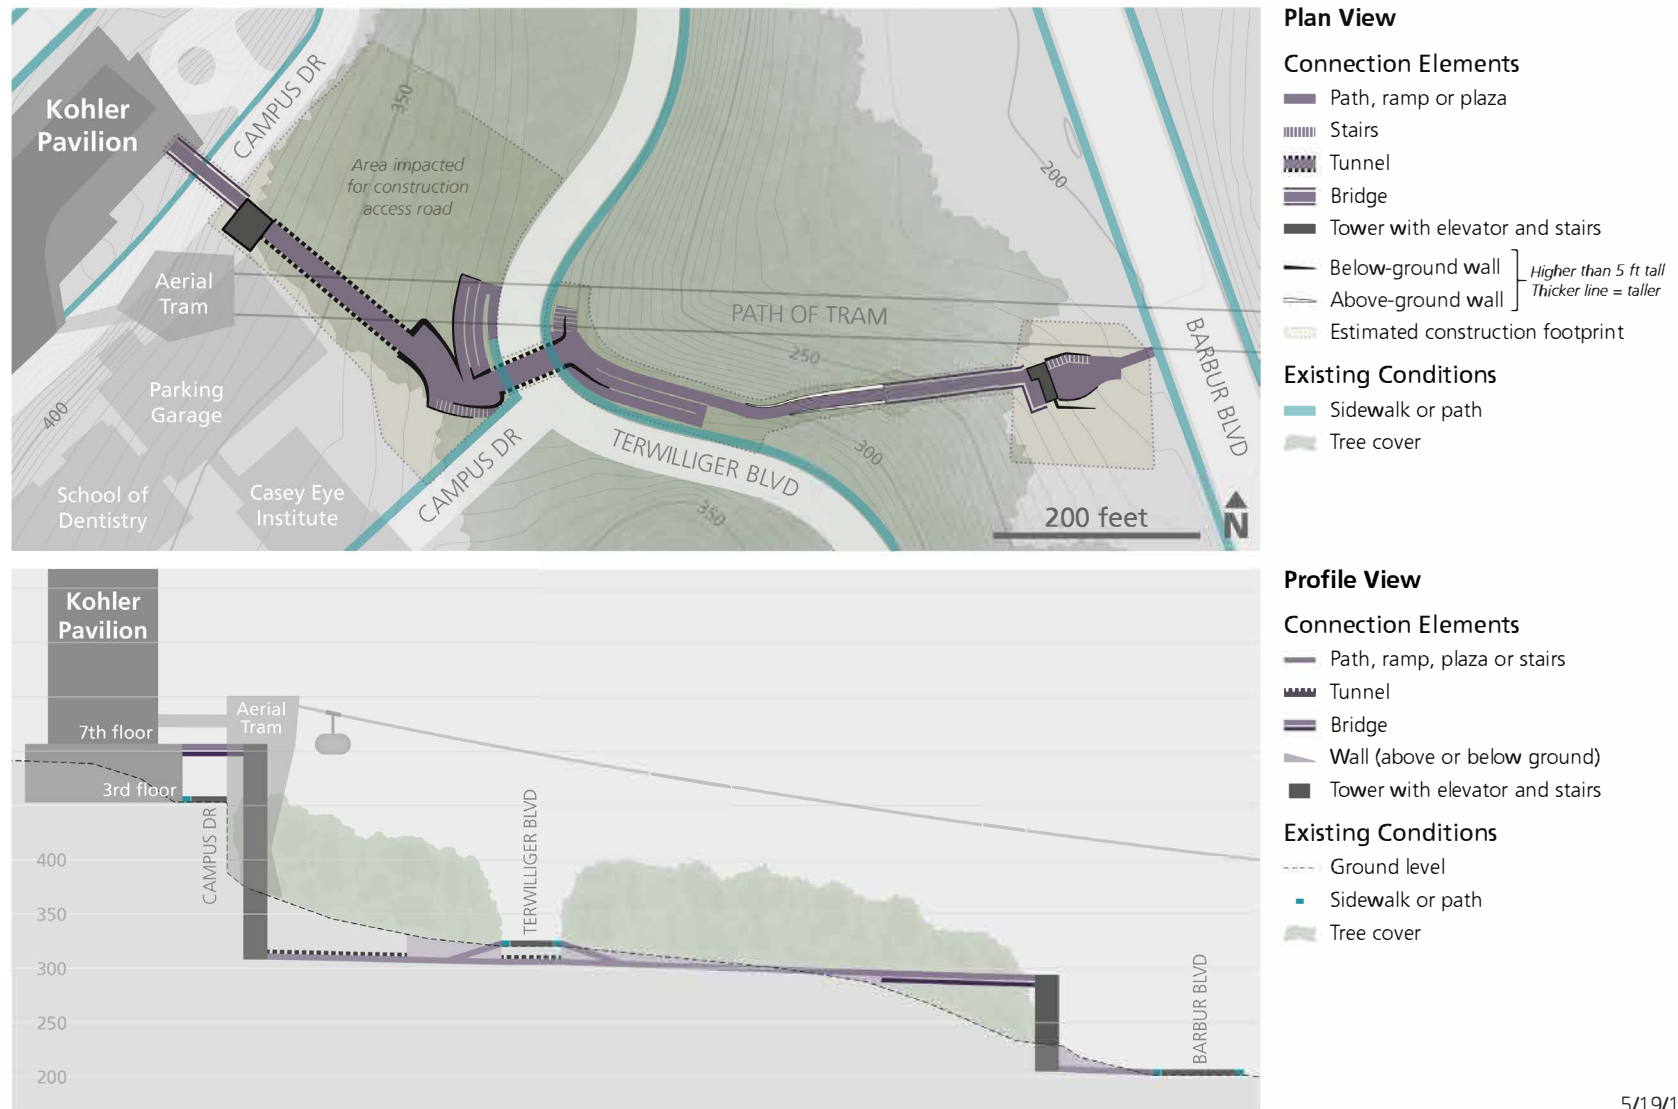 Kohler
Pavilion
CAMPUS DR
350
Area impacted
for construction
access road
Aerial
Tram
Parking
Garage
400
School of
Dentistry
Casey Eye
Institute
CAMPUS DR
TERWILLIGER BLVD
PATH OF TRAM
250
300
350
200
BARBUR BLVD
200 feet
N
Plan View
Connection Elements
Path, ramp or plaza
Stairs
Tunnel
Bridge
Tower with elevator and stairs
Below-ground wall
Above-ground wall
Higher than 5 ft tall
Thicker line = taller
Estimated construction footprint
Existing Conditions
Sidewalk or path
Tree cover
Kohler
Pavilion
7th floor
3rd floor
Aerial
Tram
CAMPUS DR
TERWILLIGER BLVD
BARBUR BLVD
400
350
300
250
200
Profile View
Connection Elements
Path, ramp, plaza or stairs
Tunnel
Bridge
Wall (above or below ground)
Tower with elevator and stairs
Existing Conditions
Ground level
Sidewalk or path
Tree cover
5/19/1